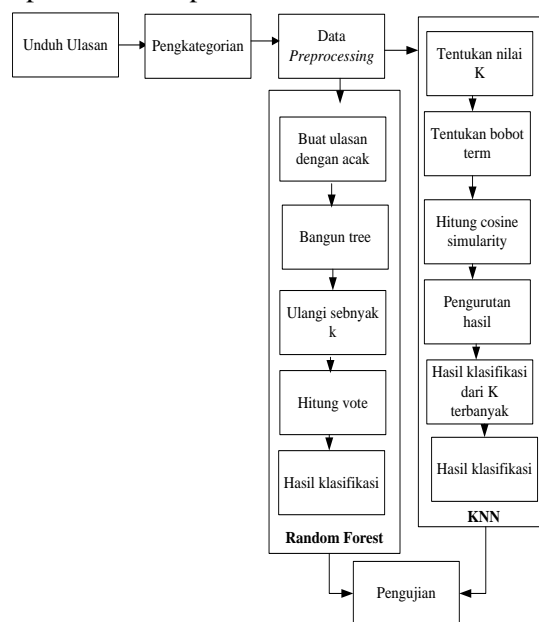 Unduh Ulasan
Pengkategorian
Data
Preprocessing
Buat ulasan
dengan acak
Bangun tree
Ulangi sebnyak
k
Hitung vote
Hasil klasifikasi
Random Forest
Tentukan nilai
K
Tentukan bobot
term
Hitung cosine
simularity
Pengurutan
hasil
Hasil klasifikasi
dari K
terbanyak
Hasil klasifikasi
KNN
Pengujian